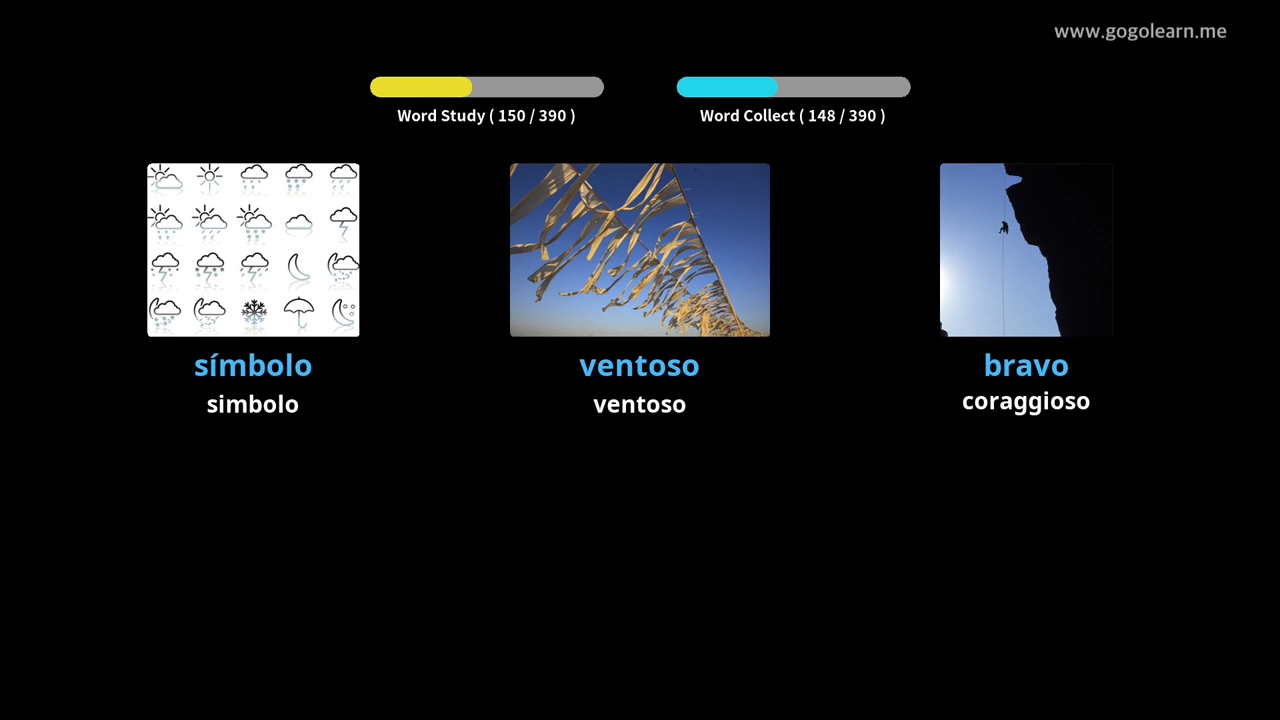 www.gogolearn.me
Word Study ( 150 / 390 )
Word Collect ( 148 / 390 )
símbolo
simbolo
ventoso
ventoso
bravo
coraggioso